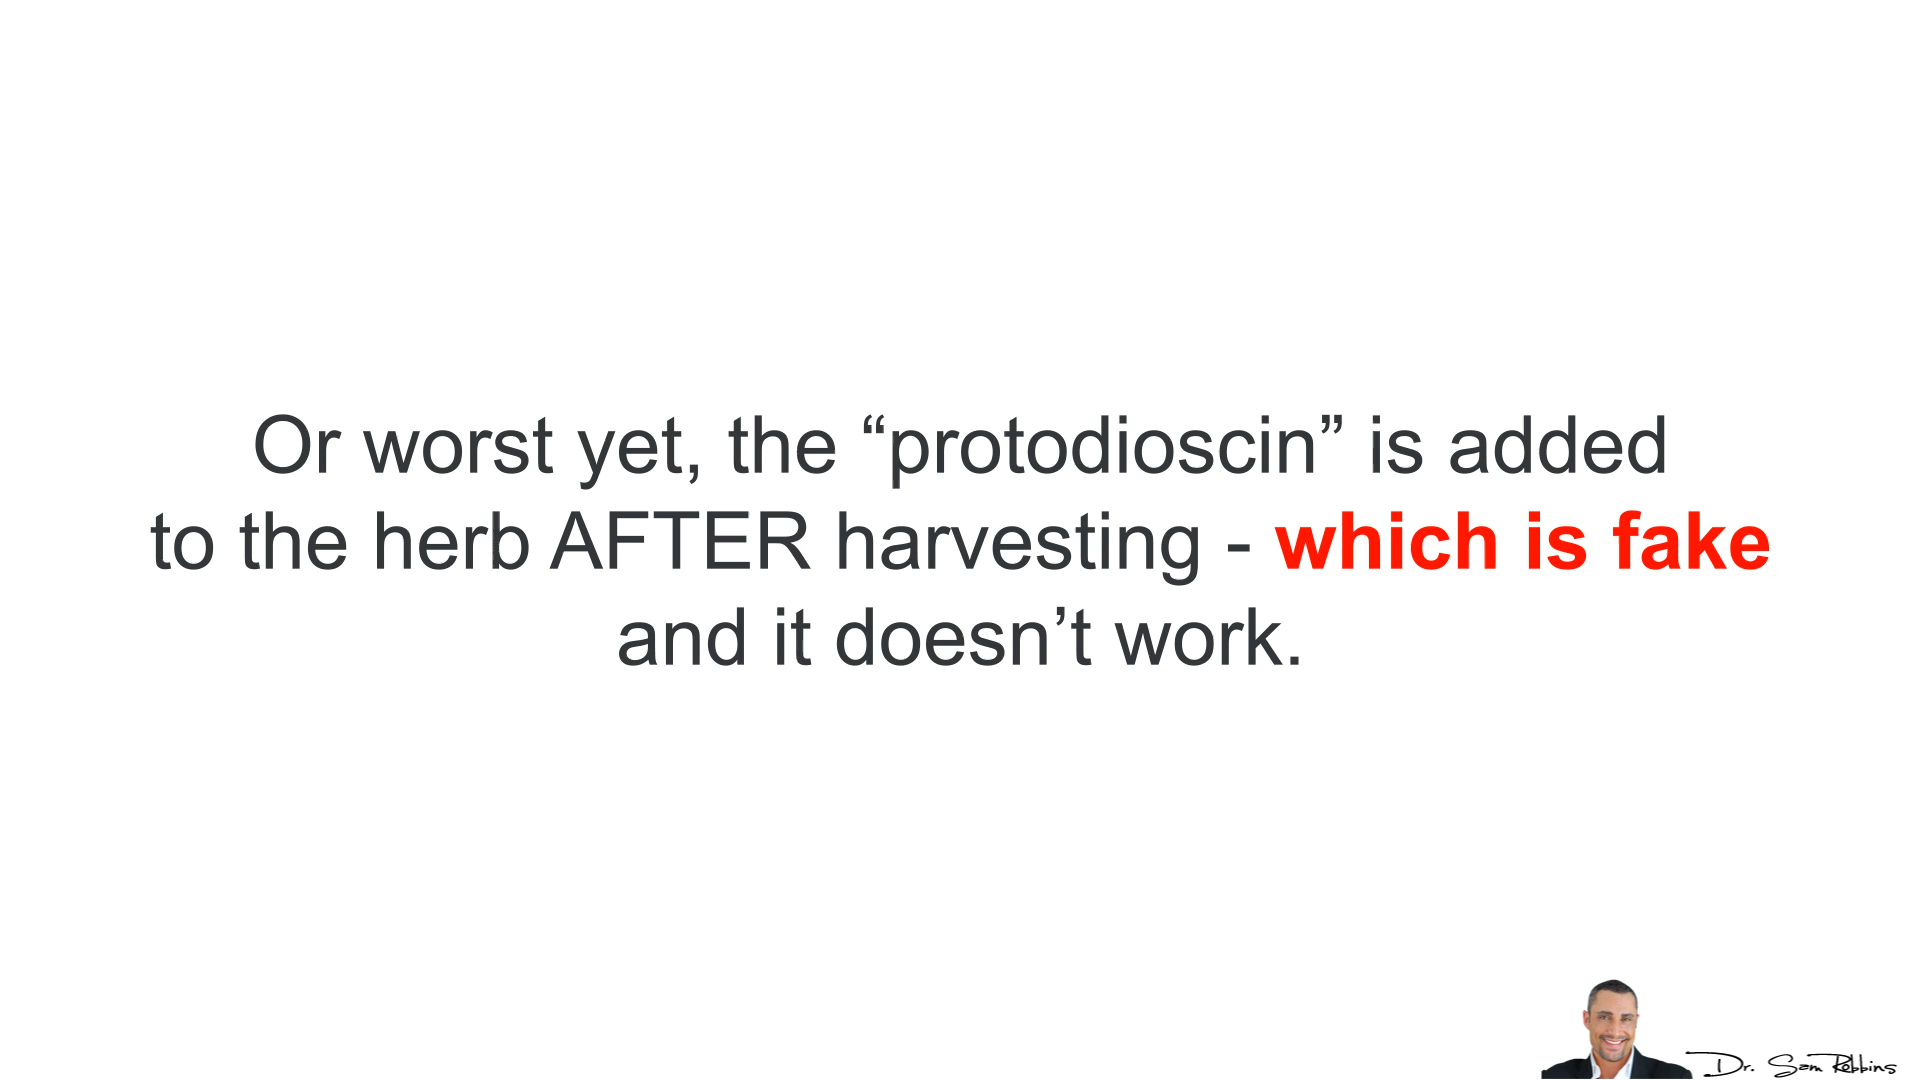 Or worst yet, the “protodioscin” is added
to the herb AFTER harvesting - which is fake
and it doesn’t work.
Dr. Sam Robbins